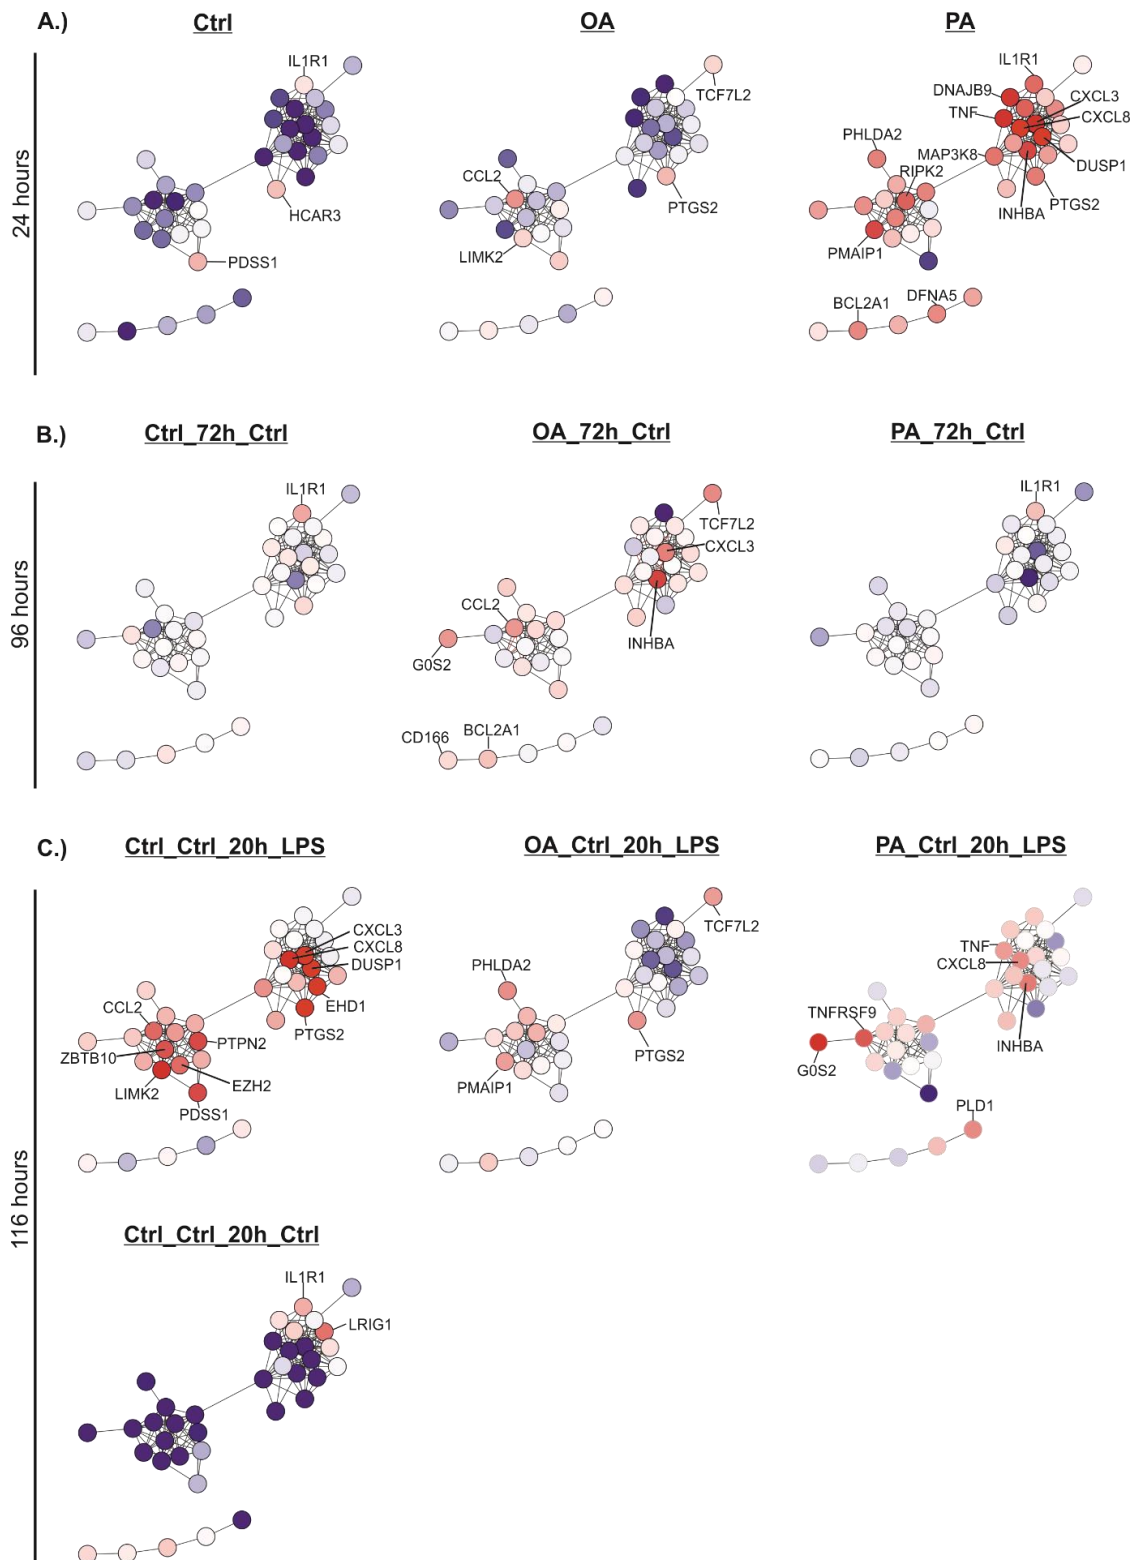 A.)
Ctrl
OA
PA
24 hours
IL1R1
HCAR3
PDSS1
TCF7L2
CCL2
PTGS2
LIMK2
IL1R1
DNAJB9
CXCL3
TNF
CXCL8
PHLDA2
MAP3K8
DUSP1
RIPK2
PTGS2
INHBA
PMAIP1
BCL2A1
DFNA5
B.)
Ctrl_72h_Ctrl
OA_72h_Ctrl
PA_72h_Ctrl
96 hours
IL1R1
TCF7L2
CXCL3
CCL2
INHBA
G0S2
CD166
BCL2A1
IL1R1
C.)
Ctrl_Ctrl_20h_LPS
OA_Ctrl_20h_LPS
PA_Ctrl_20h_LPS
116 hours
CXCL3
CXCL8
DUSP1
CCL2
EHD1
PTGS2
PTPN2
ZBTB10
EZH2
LIMK2
PDSS1
TCF7L2
PHLDA2
PTGS2
PMAIP1
TNF
CXCL8
TNFRSF9
INHBA
G0S2
PLD1
Ctrl_Ctrl_20h_Ctrl
IL1R1
LRIG1